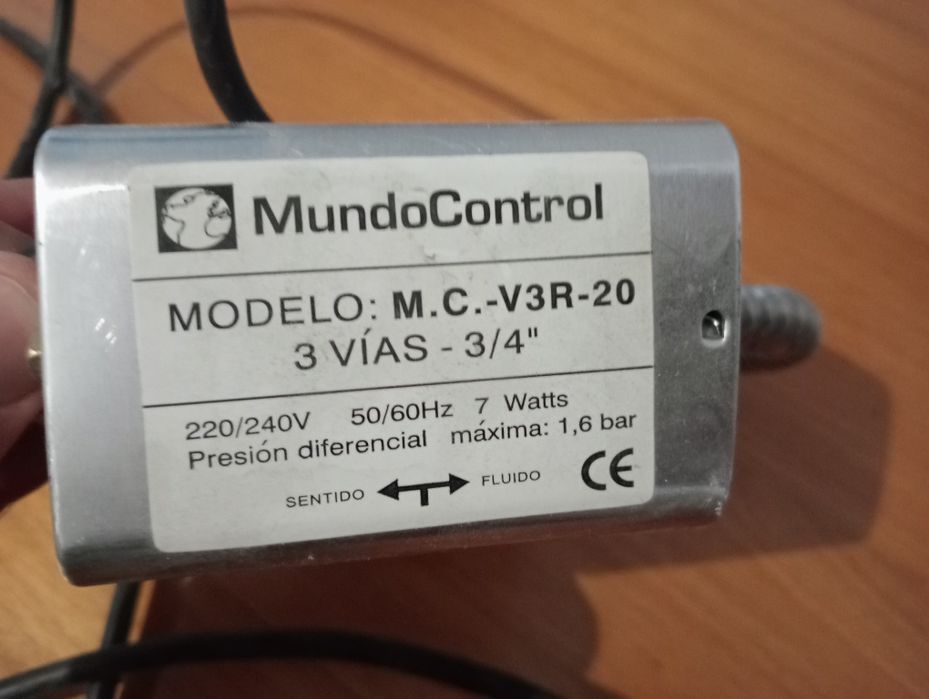 MundoControl
MODELO: M.C.-V3R-20
3 VÍAS - 3/4"
220/240V 50/60Hz 7 Watts
Presión diferencial máxima: 1,6 bar
SENTIDO FLUIDO CE